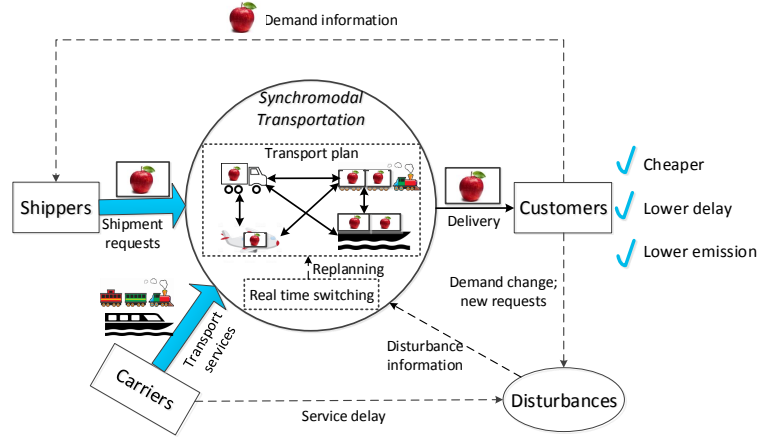 Demand information
Synchromodal
Transportation
Transport plan
Shippers
Shipment
requests
Delivery
Customers
Cheaper
Lower delay
Lower emission
Replanning
Real time switching
Demand change;
new requests
Transport
services
Carriers
Disturbance
information
Service delay
Disturbances